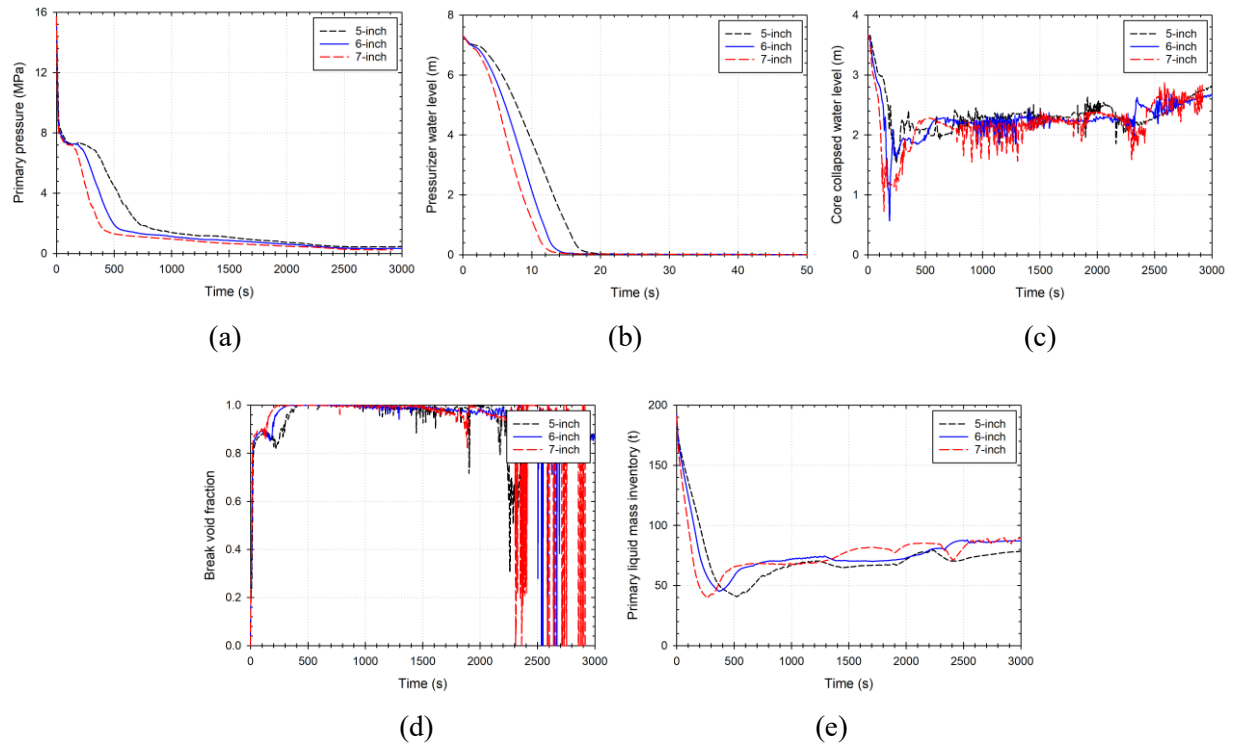 16
12
8
4
0
Primary pressure (MPa)
5-inch
6-inch
7-inch
0 500 1000 1500 2000 2500 3000
Time (s)
(a)
8
6
4
2
0
Pressurizer water level (m)
5-inch
6-inch
7-inch
0 10 20 30 40 50
Time (s)
(b)
4
3
2
1
0
Core collapsed water level (m)
5-inch
6-inch
7-inch
0 500 1000 1500 2000 2500 3000
Time (s)
(c)
1.0
0.8
0.6
0.4
0.2
0.0
Break void fraction
5-inch
6-inch
7-inch
0 500 1000 1500 2000 2500 3000
Time (s)
(d)
200
150
100
50
0
Primary liquid mass inventory (t)
5-inch
6-inch
7-inch
0 500 1000 1500 2000 2500 3000
Time (s)
(e)